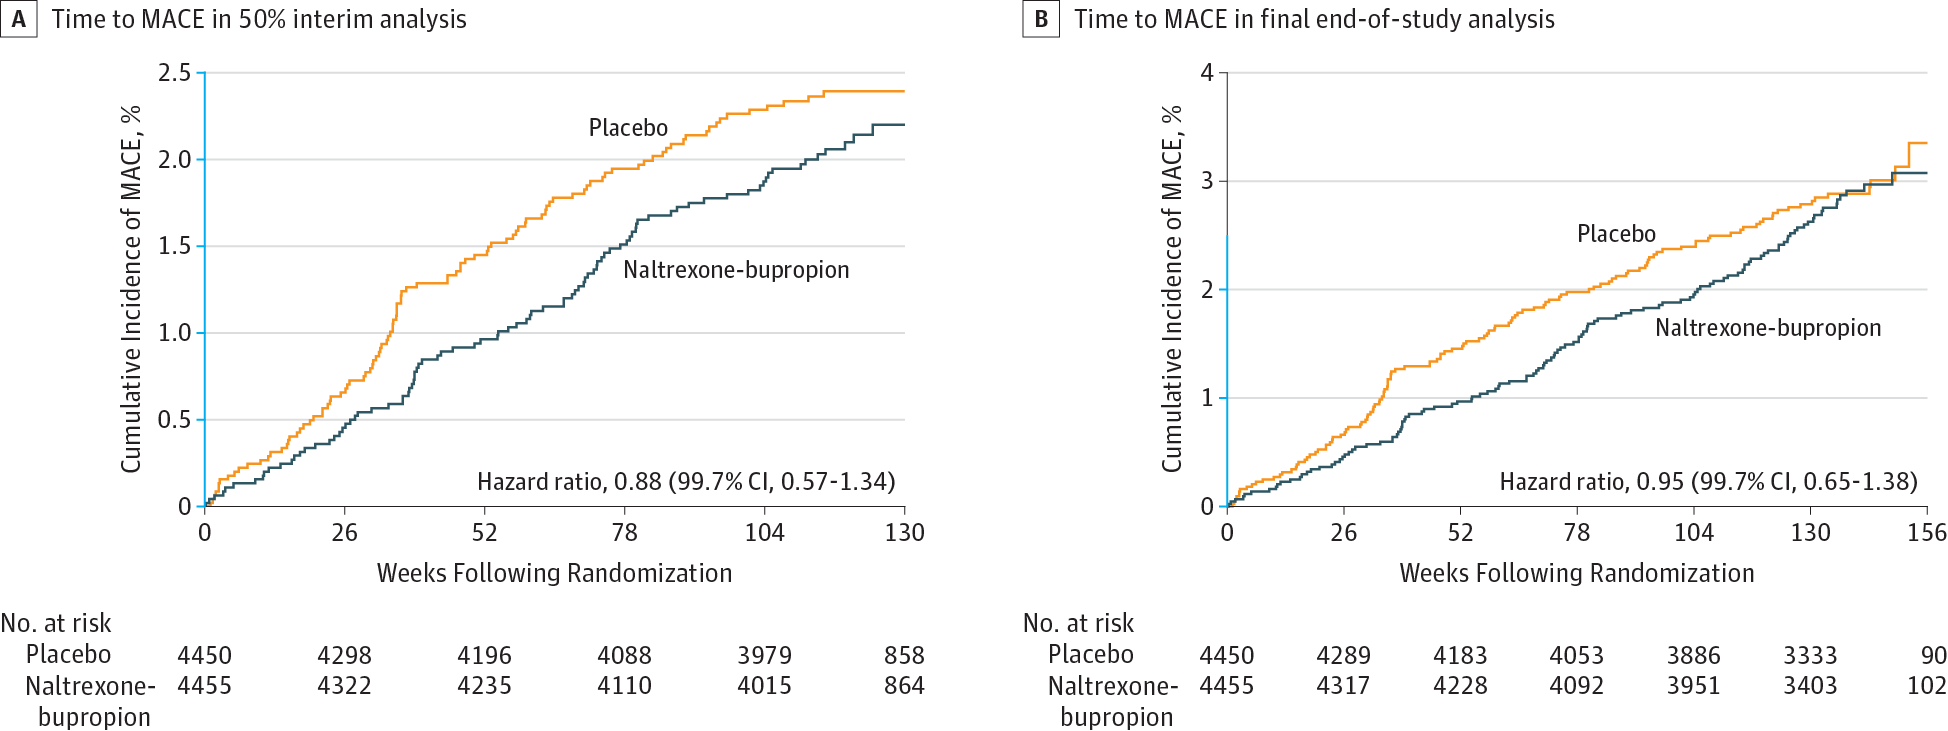 A Time to MACE in 50% interim analysis
Cumulative Incidence of MACE, %
2.5
2.0
1.5
1.0
0.5
0
Placebo
Naltrexone-bupropion
Hazard ratio, 0.88 (99.7% CI, 0.57-1.34)
0 26 52 78 104 130
Weeks Following Randomization
No. at risk
Placebo 4450 4298 4196 4088 3979 858
Naltrexone- 4455 4322 4235 4110 4015 864
bupropion
B Time to MACE in final end-of-study analysis
Cumulative Incidence of MACE, %
4
3
2
1
0
Placebo
Naltrexone-bupropion
Hazard ratio, 0.95 (99.7% CI, 0.65-1.38)
0 26 52 78 104 130 156
Weeks Following Randomization
No. at risk
Placebo 4450 4289 4183 4053 3886 3333 90
Naltrexone- 4455 4317 4228 4092 3951 3403 102
bupropion